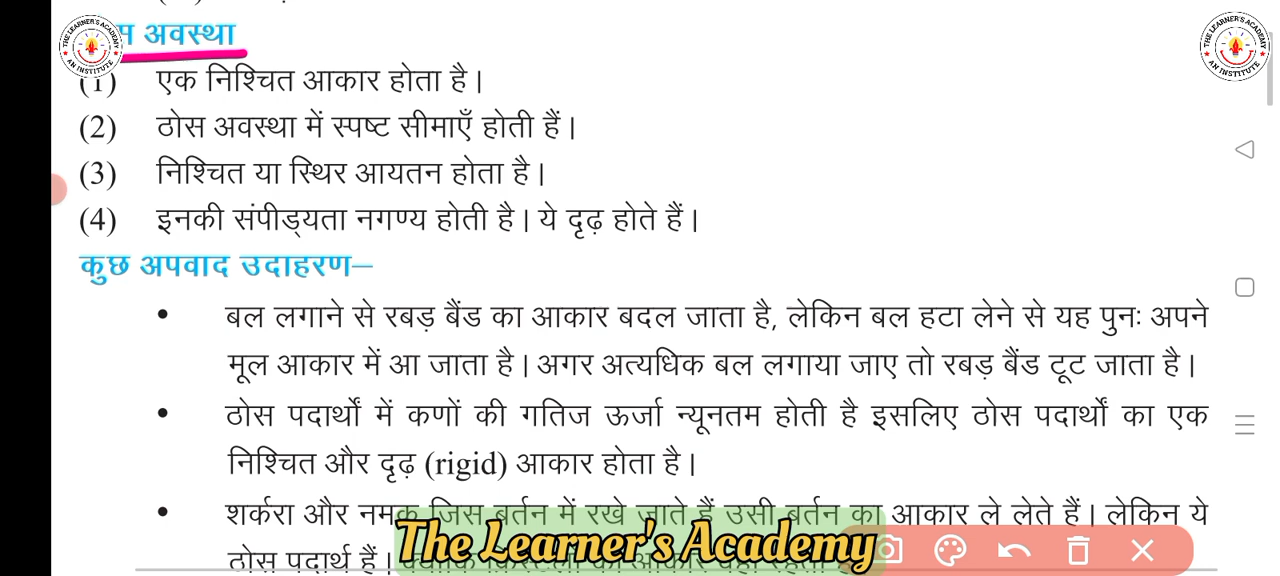 स अवस्था
THE LEARNER'S ACADEMY
AN INSTITUTE
THE LEARNER'S ACADEMY
AN INSTITUTE
(1) एक निश्चित आकार होता है।
(2) ठोस अवस्था में स्पष्ट सीमाएँ होती हैं।
(3) निश्चित या स्थिर आयतन होता है।
(4) इनकी संपीड्यता नगण्य होती है। ये दृढ़ होते हैं।
कुछ अपवाद उदाहरण–
• बल लगाने से रबड़ बैंड का आकार बदल जाता है, लेकिन बल हटा लेने से यह पुनः अपने
मूल आकार में आ जाता है। अगर अत्यधिक बल लगाया जाए तो रबड़ बैंड टूट जाता है।
• ठोस पदार्थों में कणों की गतिज ऊर्जा न्यूनतम होती है इसलिए ठोस पदार्थों का एक
निश्चित और दृढ़ (rigid) आकार होता है।
• शर्करा और नमक जिस बर्तन में रखे जाते हैं उसी बर्तन का आकार ले लेते हैं। लेकिन ये
ठोस पदार्थ हैं।
The Learner's Academy